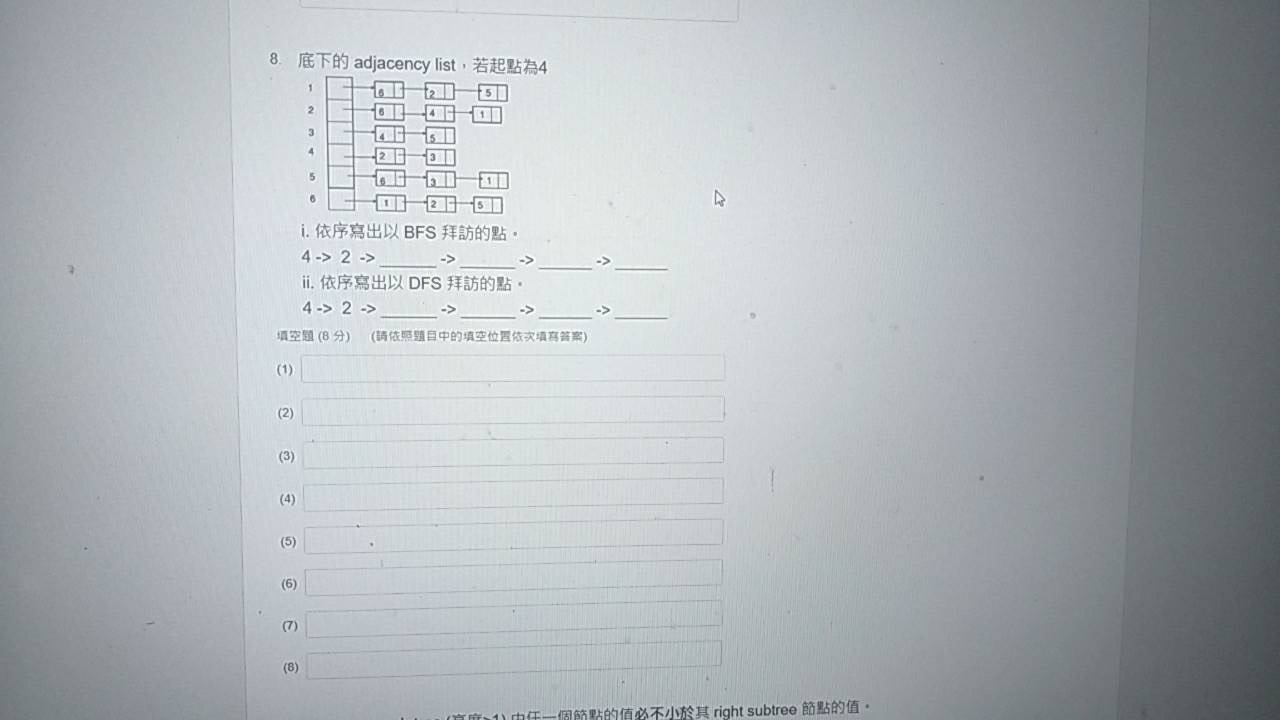 8. 底下的 adjacency list，若起點為4
1 6 2 5
2 6 4 1
3 4 5
4 2 3
5 6 3 1
6 1 2 5
i. 依序寫出以 BFS 拜訪的點。
4 -> 2 -> ______ -> ______ -> ______ -> ______
ii. 依序寫出以 DFS 拜訪的點。
4 -> 2 -> ______ -> ______ -> ______ -> ______
填空題 (8 分) (請依照題目中的填空位置依次填寫答案)
(1)
(2)
(3)
(4)
(5)
(6)
(7)
(8)
(高度>1) 中任一個節點的值必不小於其 right subtree 節點的值。